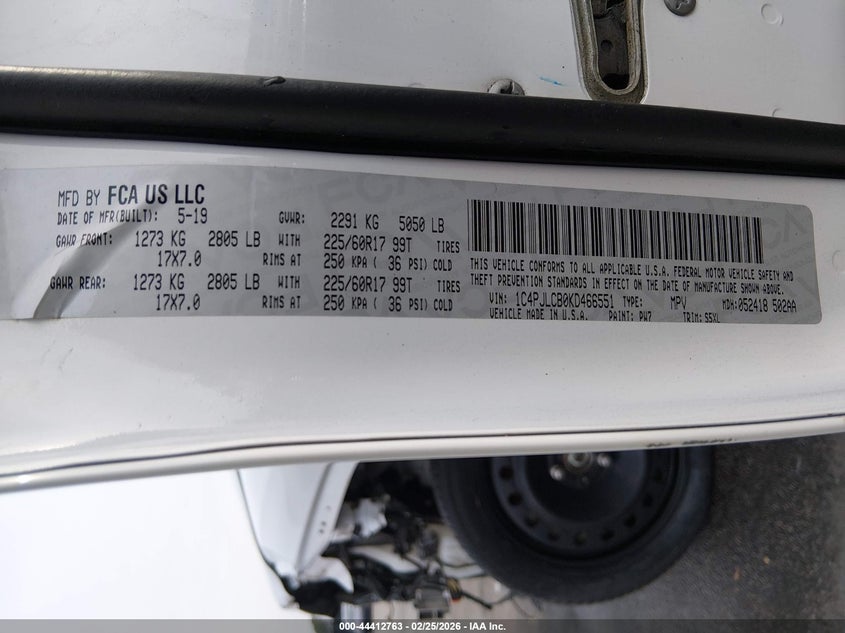 MFD BY FCA US LLC
DATE OF MFR(BUILT): 5-19 GVWR: 2291 KG 5050 LB
GAWR FRONT: 1273 KG 2805 LB WITH 225/60R17 99T TIRES
17X7.0 RIMS AT 250 KPA ( 36 PSI) COLD
GAWR REAR: 1273 KG 2805 LB WITH 225/60R17 99T TIRES
17X7.0 RIMS AT 250 KPA ( 36 PSI) COLD
THIS VEHICLE CONFORMS TO ALL APPLICABLE U.S.A. FEDERAL MOTOR VEHICLE SAFETY AND
THEFT PREVENTION STANDARDS IN EFFECT ON THE DATE OF MANUFACTURE SHOWN ABOVE.
VIN: 1C4PJLCB0KD466551 TYPE: MPV MDH: 052418 502AA
VEHICLE MADE IN U.S.A. PAINT: PW7 TRIM: S5XL
000-44412763 - 02/25/2026 - IAA Inc.